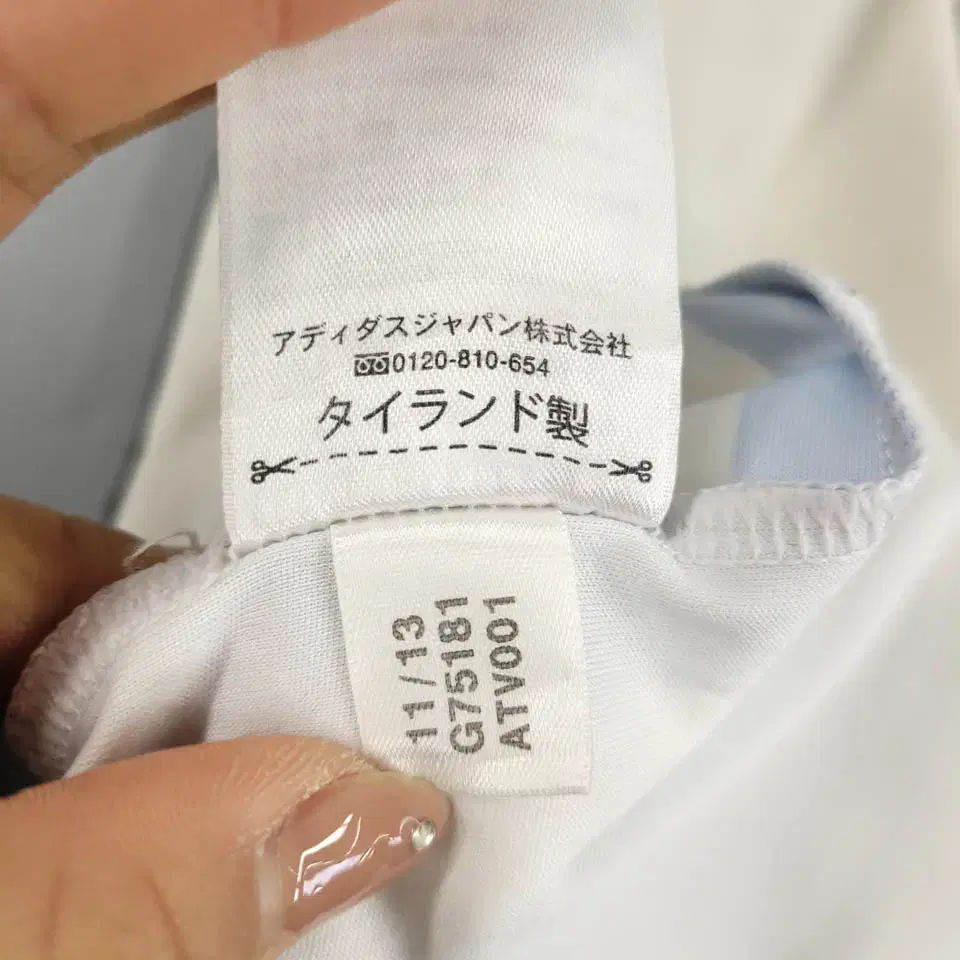 アディダスジャパン株式会社
0120-810-654
タイランド製
11/13
G75181
ATV001